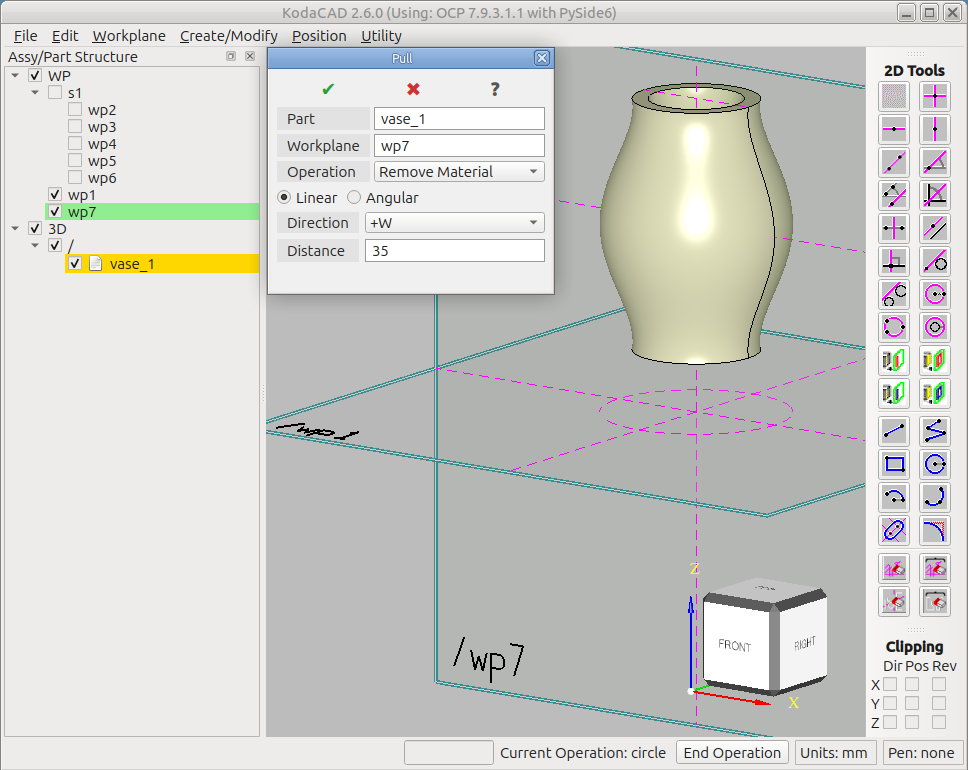 KodaCAD 2.6.0 (Using: OCP 7.9.3.1.1 with PySide6)
File Edit Workplane Create/Modify Position Utility
Assy/Part Structure
WP
s1
wp2
wp3
wp4
wp5
wp6
wp1
wp7
3D
/
vase_1
Pull
?
Part vase_1
Workplane wp7
Operation Remove Material
Linear Angular
Direction +W
Distance 35
/wp1
/wp7
Z
X
FRONT
RIGHT
2D Tools
Clipping
Dir Pos Rev
X
Y
Z
Current Operation: circle End Operation Units: mm Pen: none